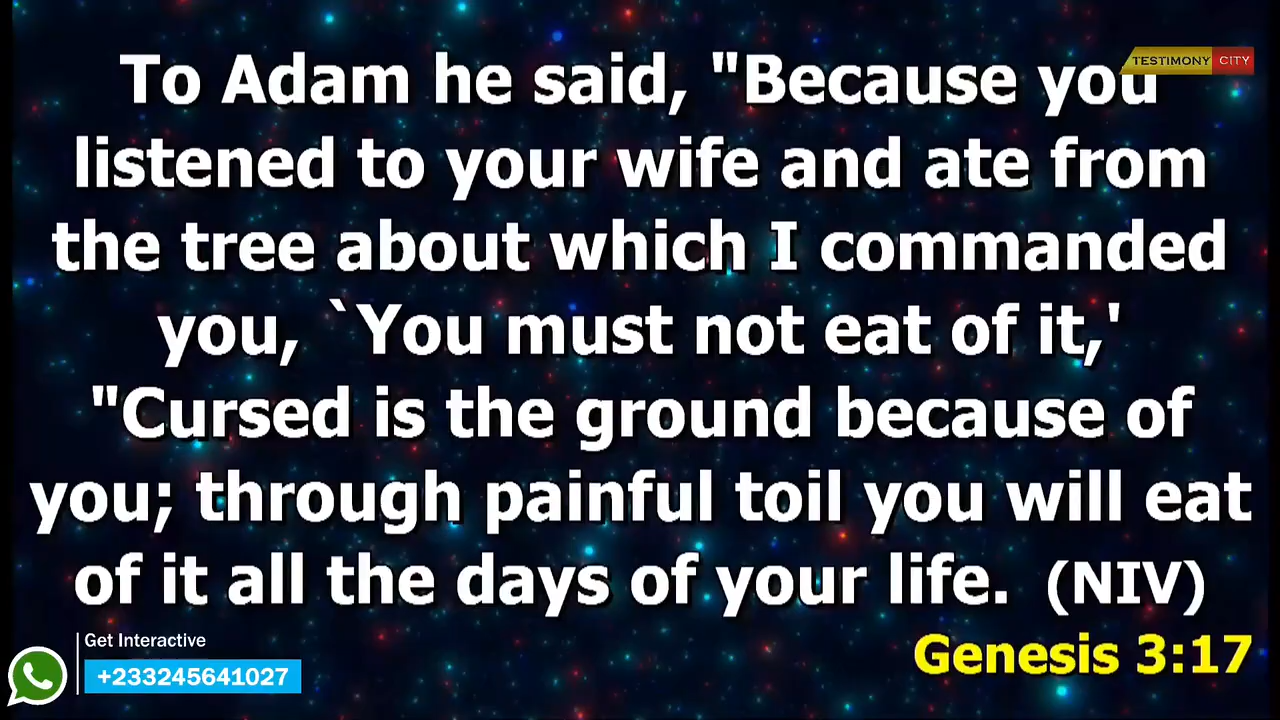 TESTIMONY CITY
To Adam he said, "Because you
listened to your wife and ate from
the tree about which I commanded
you, `You must not eat of it,'
"Cursed is the ground because of
you; through painful toil you will eat
of it all the days of your life. (NIV)
Genesis 3:17
Get Interactive
+233245641027